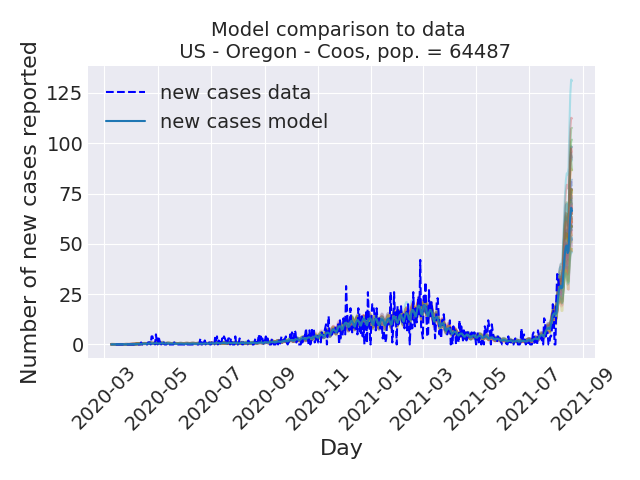 Model comparison to data
US - Oregon - Coos, pop. = 64487
Number of new cases reported
new cases data
new cases model
125
100
75
50
25
0
2020-03
2020-05
2020-07
2020-09
2020-11
2021-01
2021-03
2021-05
2021-07
2021-09
Day